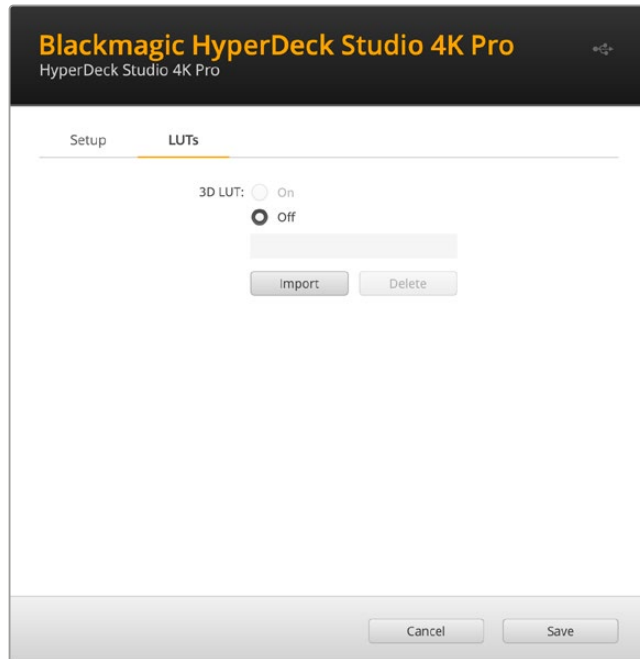 Blackmagic HyperDeck Studio 4K Pro
HyperDeck Studio 4K Pro
Setup LUTs
3D LUT: On
Off
Import Delete
Cancel Save